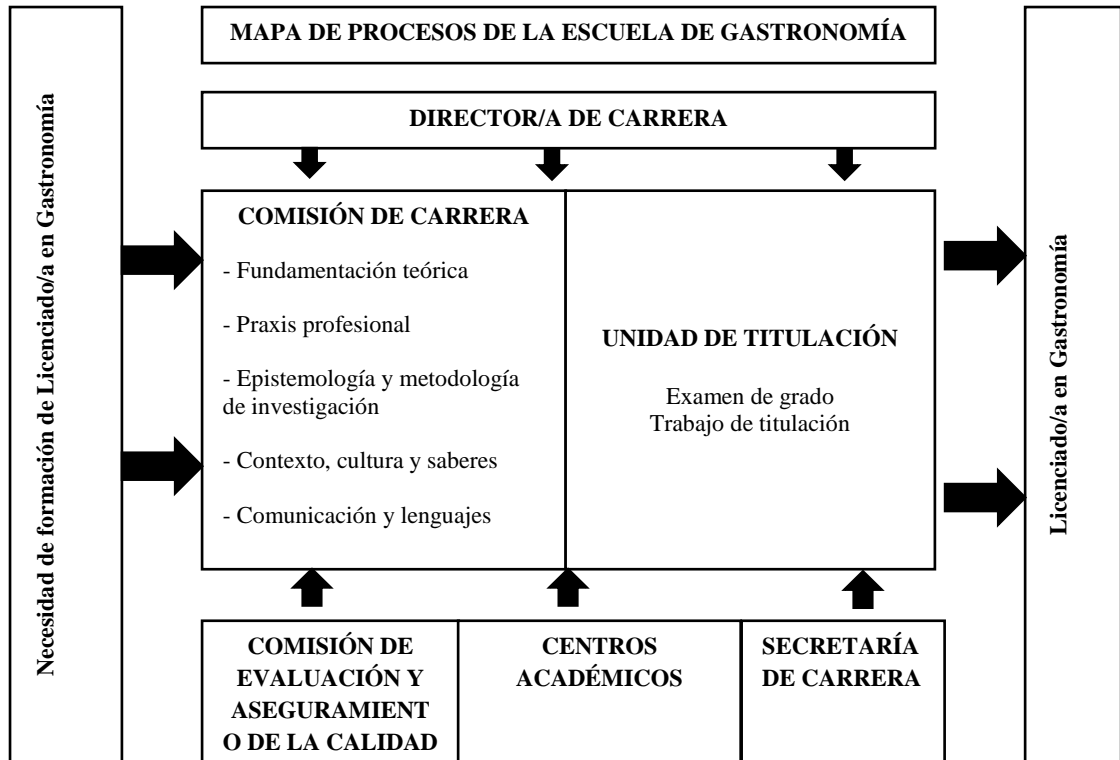 Necesidad de formación de Licenciado/a en Gastronomía
MAPA DE PROCESOS DE LA ESCUELA DE GASTRONOMÍA
DIRECTOR/A DE CARRERA
COMISIÓN DE CARRERA
- Fundamentación teórica
- Praxis profesional
- Epistemología y metodología
de investigación
- Contexto, cultura y saberes
- Comunicación y lenguajes
UNIDAD DE TITULACIÓN
Examen de grado
Trabajo de titulación
COMISIÓN DE
EVALUACIÓN Y
ASEGURAMIENT
O DE LA CALIDAD
CENTROS
ACADÉMICOS
SECRETARÍA
DE CARRERA
Licenciado/a en Gastronomía